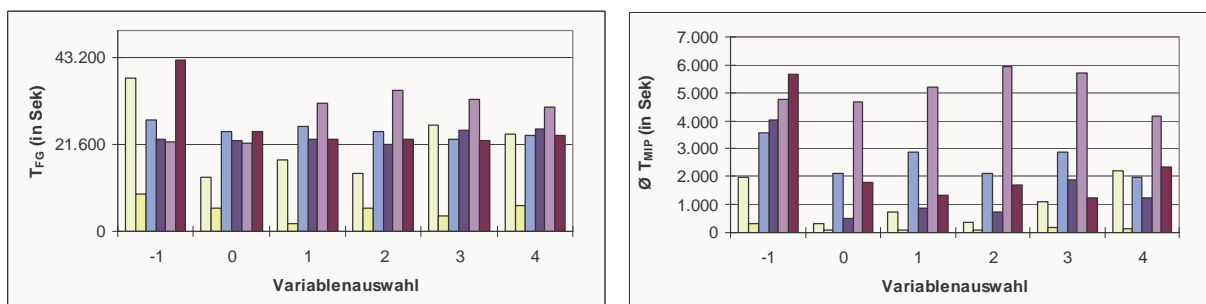 T_FG (in Sek)
43.200
21.600
0
-1 0 1 2 3 4
Variablenauswahl
Ø T_MIP (in Sek)
7.000
6.000
5.000
4.000
3.000
2.000
1.000
0
-1 0 1 2 3 4
Variablenauswahl